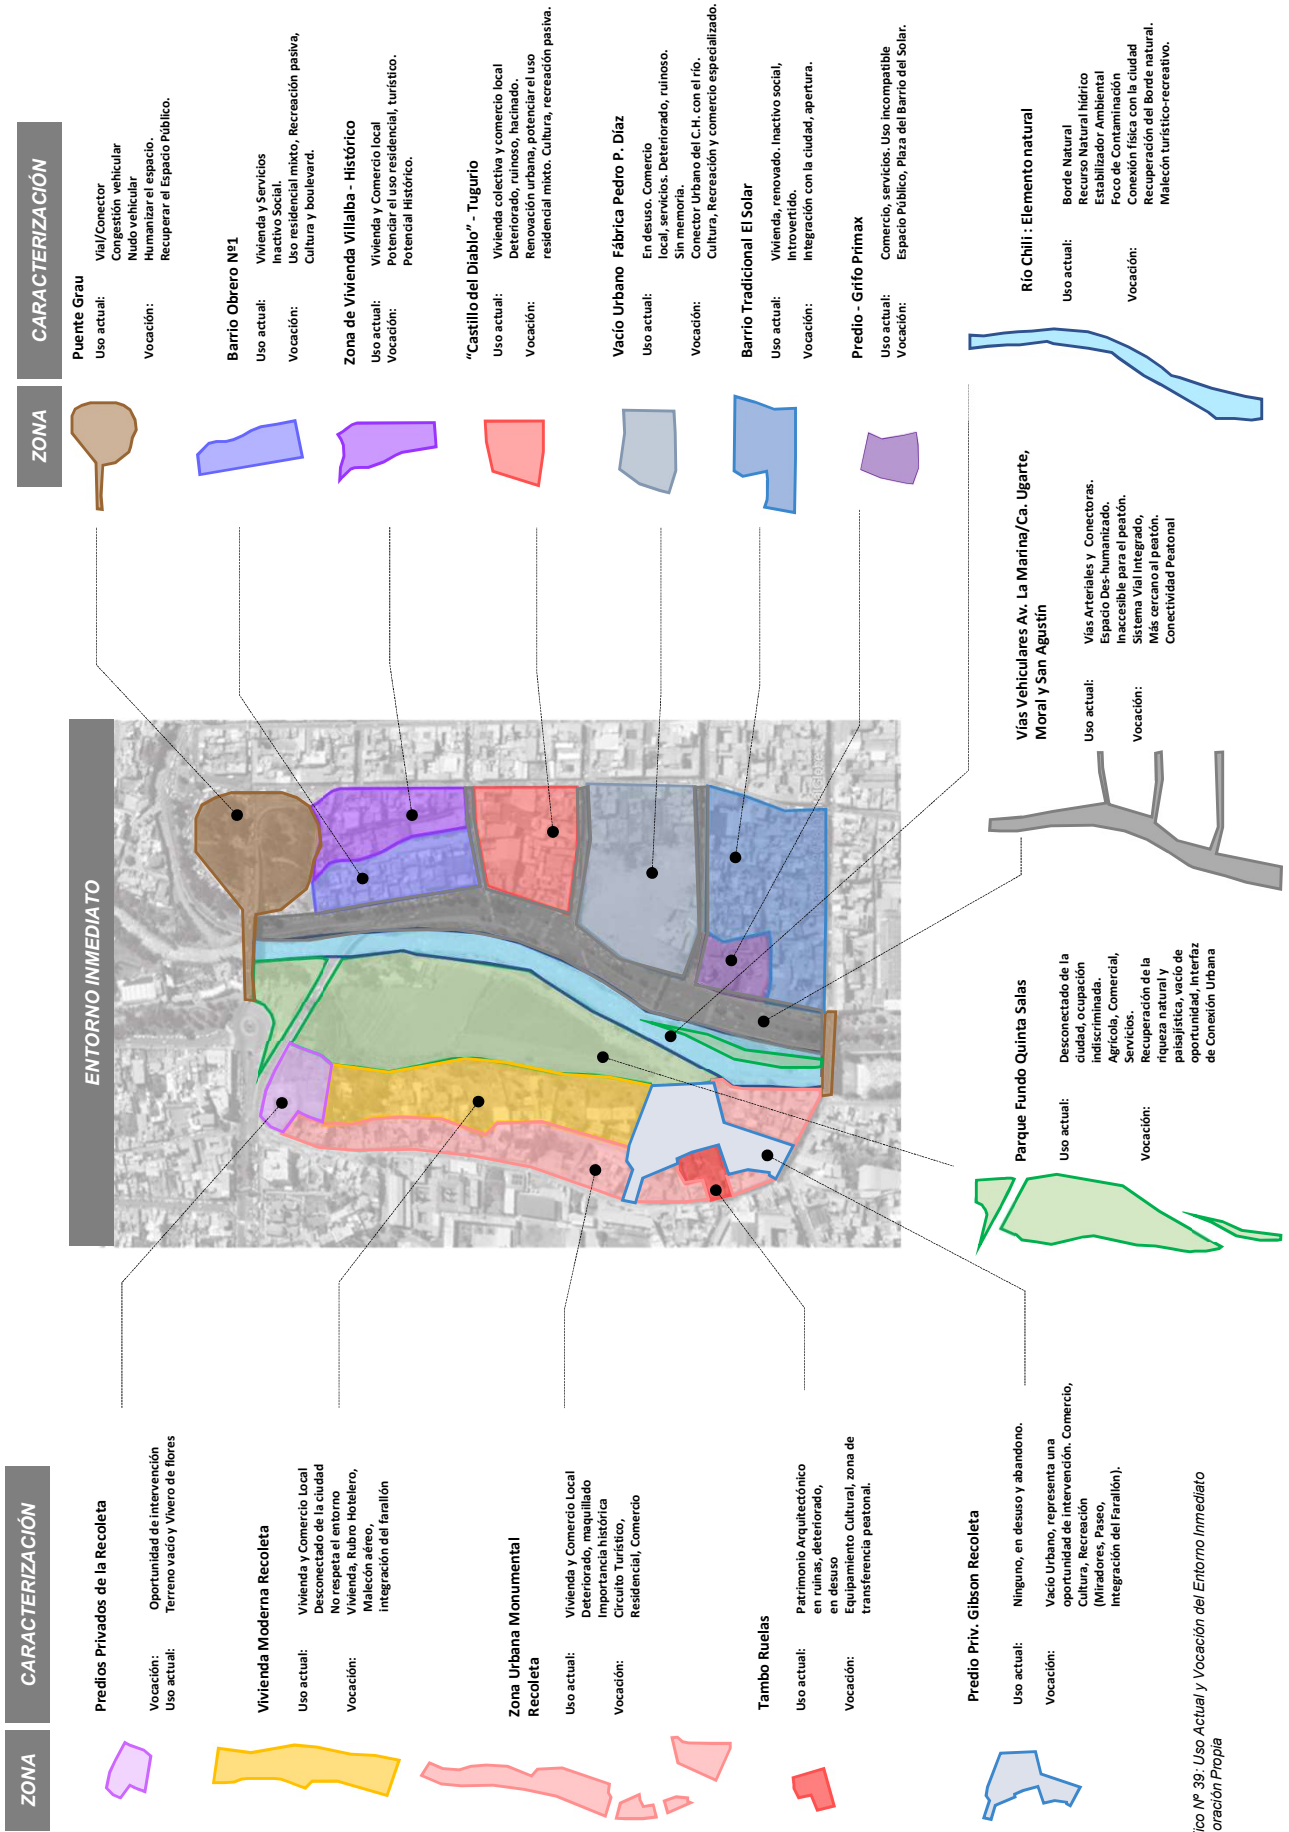 ZONA
CARACTERIZACIÓN
Predios Privados de la Recoleta
Vocación: Oportunidad de intervención
Uso actual: Terreno vacío y Vivero de flores
Vivienda Moderna Recoleta
Uso actual: Vivienda y Comercio Local
Desconectado de la ciudad
No respeta el entorno
Vocación: Vivienda, Rubro Hotelero,
Malecón aéreo,
integración del farallón
Zona Urbana Monumental
Recoleta
Uso actual: Vivienda y Comercio Local
Deteriorado, maquillado
Importancia histórica
Vocación: Circuito Turístico,
Residencial, Comercio
Tambo Ruelas
Uso actual: Patrimonio Arquitectónico
en ruinas, deteriorado,
en desuso
Vocación: Equipamiento Cultural, zona de
transferencia peatonal.
Predio Priv. Gibson Recoleta
Uso actual: Ninguno, en desuso y abandono.
Vocación: Vacío Urbano, representa una
oportunidad de intervención. Comercio,
Cultura, Recreación
(Miradores, Paseo,
Integración del Farallón).
ENTORNO INMEDIATO
Parque Fundo Quinta Salas
Uso actual: Desconectado de la
ciudad, ocupación
indiscriminada.
Agrícola, Comercial,
Servicios.
Vocación: Recuperación de la
riqueza natural y
paisajística, vacío de
oportunidad, Interfaz
de Conexión Urbana
Vías Vehiculares Av. La Marina/Ca. Ugarte,
Moral y San Agustín
Uso actual: Vías Arteriales y Conectoras.
Espacio Des-humanizado.
Inaccesible para el peatón.
Vocación: Sistema Vial Integrado,
Más cercano al peatón.
Conectividad Peatonal
ZONA
CARACTERIZACIÓN
Puente Grau
Uso actual: Vial/Conector
Congestión vehicular
Nudo vehicular
Vocación: Humanizar el espacio.
Recuperar el Espacio Público.
Barrio Obrero Nº1
Uso actual: Vivienda y Servicios
Inactivo Social.
Vocación: Uso residencial mixto, Recreación pasiva,
Cultura y boulevard.
Zona de Vivienda Villalba - Histórico
Uso actual: Vivienda y Comercio local
Vocación: Potenciar el uso residencial, turístico.
Potencial Histórico.
“Castillo del Diablo” - Tugurio
Uso actual: Vivienda colectiva y comercio local
Deteriorado, ruinoso, hacinado.
Vocación: Renovación urbana, potenciar el uso
residencial mixto. Cultura, recreación pasiva.
Vacío Urbano Fábrica Pedro P. Díaz
Uso actual: En desuso. Comercio
local, servicios. Deteriorado, ruinoso.
Sin memoria.
Vocación: Conector Urbano del C.H. con el río.
Cultura, Recreación y comercio especializado.
Barrio Tradicional El Solar
Uso actual: Vivienda, renovado. Inactivo social,
Introvertido.
Vocación: Integración con la ciudad, apertura.
Predio - Grifo Primax
Uso actual: Comercio, servicios. Uso incompatible
Vocación: Espacio Público, Plaza del Barrio del Solar.
Río Chili : Elemento natural
Uso actual: Borde Natural
Recurso Natural hídrico
Estabilizador Ambiental
Foco de Contaminación
Vocación: Conexión física con la ciudad
Recuperación del Borde natural.
Malecón turístico-recreativo.
ico Nº 39: Uso Actual y Vocación del Entorno Inmediato
oración Propia